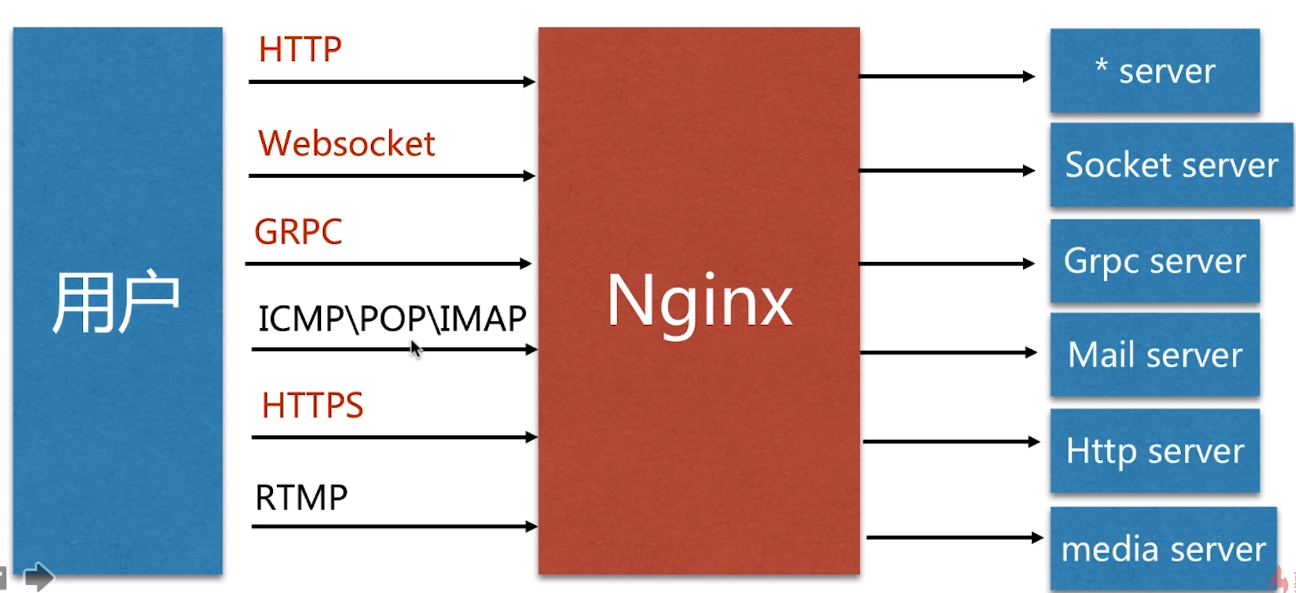 用户
HTTP
Websocket
GRPC
ICMP\POP\IMAP
HTTPS
RTMP
Nginx
* server
Socket server
Grpc server
Mail server
Http server
media server